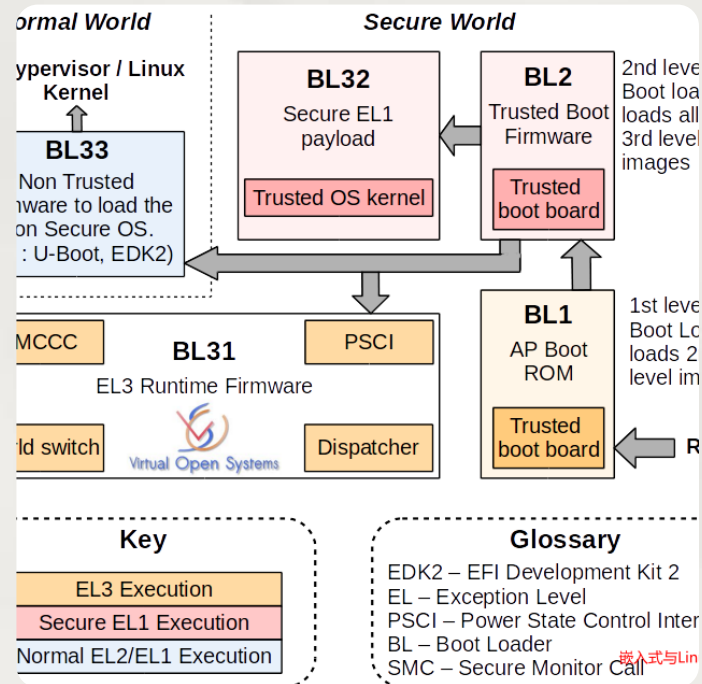 ormal World
Secure World
ypervisor / Linux
Kernel
BL33
Non Trusted
nware to load the
on Secure OS.
: U-Boot, EDK2)
BL32
Secure EL1
payload
Trusted OS kernel
BL2
Trusted Boot
Firmware
Trusted
boot board
2nd leve
Boot loa
loads all
3rd level
images
BL1
AP Boot
ROM
Trusted
boot board
1st leve
Boot Lo
loads 2
level im
R
MCCC
BL31
PSCI
EL3 Runtime Firmware
rld switch
Virtual Open Systems
Dispatcher
Key
EL3 Execution
Secure EL1 Execution
Normal EL2/EL1 Execution
Glossary
EDK2 – EFI Development Kit 2
EL – Exception Level
PSCI – Power State Control Inter
BL – Boot Loader
SMC – Secure Monitor Call
嵌入式与Lin